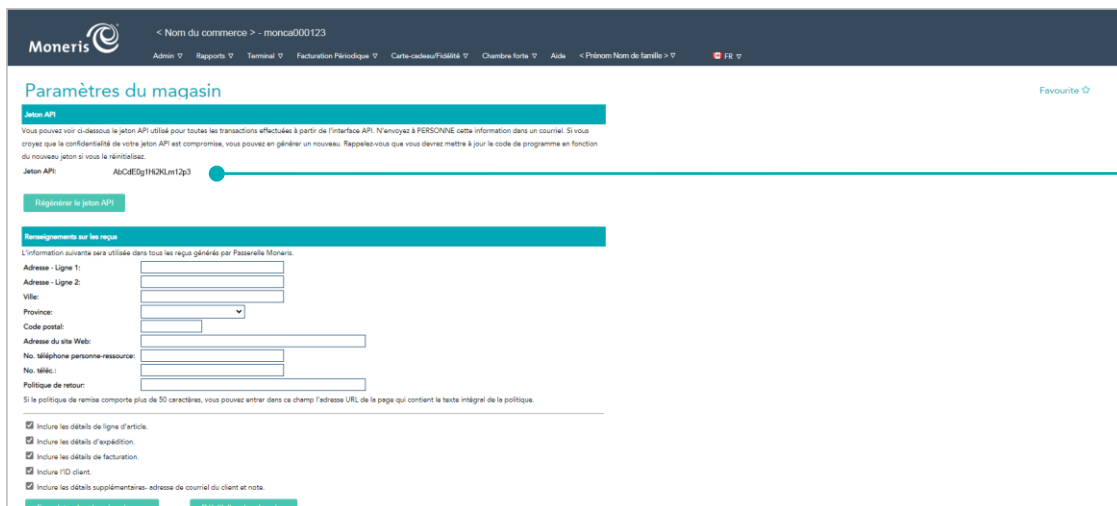 Moneris
< Nom du commerce > - monca000123
Admin ▽ Rapports ▽ Terminal ▽ Facturation Périodique ▽ Carte-cadeau/Fidélité ▽ Chambre forte ▽ Aide < Prénom Nom de famille > ▽ FR ▽
Paramètres du magasin
Favourite ☆
Jeton API
Vous pouvez voir ci-dessous le jeton API utilisé pour toutes les transactions effectuées à partir de l'interface API. N'envoyez à PERSONNE cette information dans un courriel. Si vous
croyez que la confidentialité de votre jeton API est compromise, vous pouvez en générer un nouveau. Rappelez-vous que vous devrez mettre à jour le code de programme en fonction
du nouveau jeton si vous le réinitialisez.
Jeton API: AbCdE0g1Hi2KLm12p3
Régénérer le jeton API
Renseignements sur les reçus
L'information suivante sera utilisée dans tous les reçus générés par Passerelle Moneris.
Adresse - Ligne 1:
Adresse - Ligne 2:
Ville:
Province:
Code postal:
Adresse du site Web:
No. téléphone personne-ressource:
No. téléc.:
Politique de retour:
Si la politique de remise comporte plus de 50 caractères, vous pouvez entrer dans ce champ l'adresse URL de la page qui contient le texte intégral de la politique.
Inclure les détails de ligne d'article.
Inclure les détails d'expédition.
Inclure les détails de facturation.
Inclure l'ID client.
Inclure les détails supplémentaires- adresse de courriel du client et note.